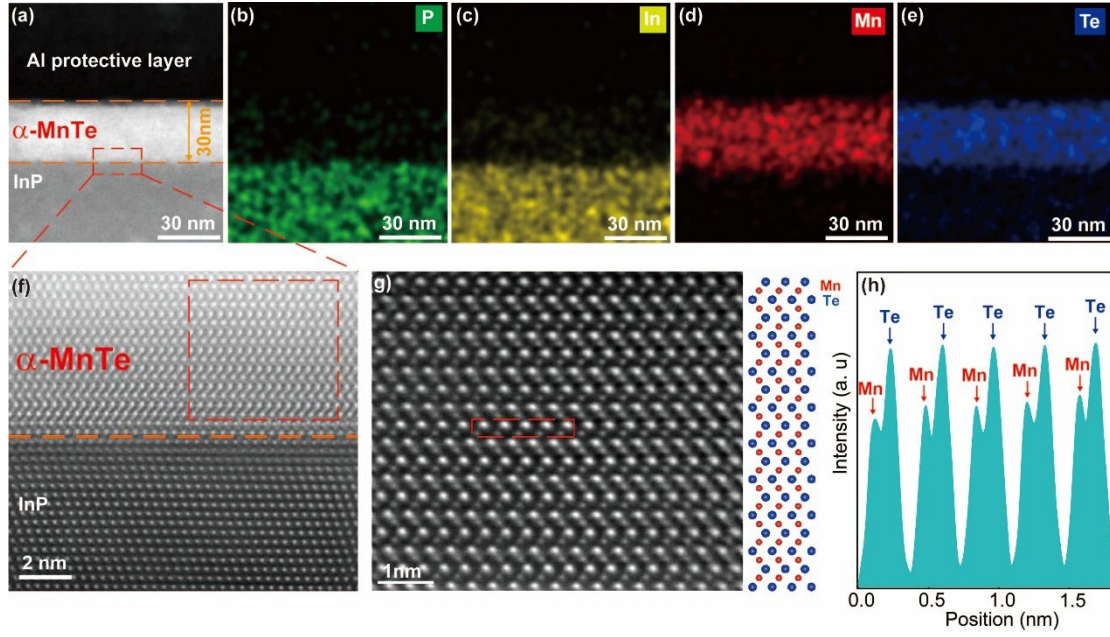 (a)
Al protective layer
α-MnTe
30nm
InP
30 nm
(b)
P
30 nm
(c)
In
30 nm
(d)
Mn
30 nm
(e)
Te
30 nm
(f)
α-MnTe
InP
2 nm
g)
1nm
Mn
Te
(h)
Te
Te
Te
Te
Te
Mn
Mn
Mn
Mn
Mn
Intensity (a. u)
0.0
0.5
1.0
1.5
Position (nm)